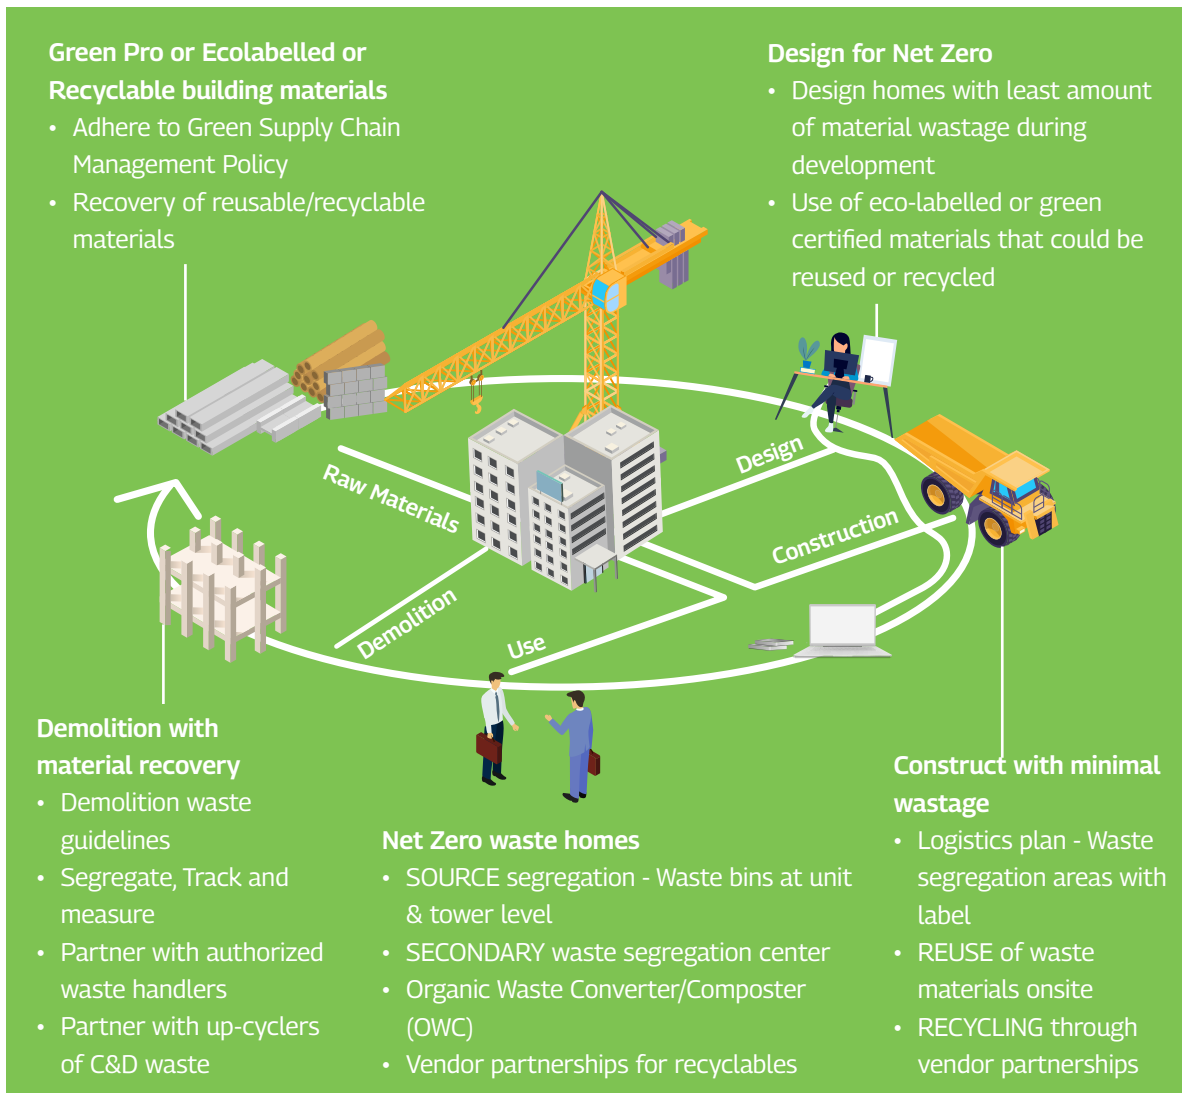 Green Pro or Ecolabelled or
Recyclable building materials
• Adhere to Green Supply Chain
Management Policy
• Recovery of reusable/recyclable
materials
Design for Net Zero
• Design homes with least amount
of material wastage during
development
• Use of eco-labelled or green
certified materials that could be
reused or recycled
Raw Materials
Design
Construction
Demolition
Use
Demolition with
material recovery
• Demolition waste
guidelines
• Segregate, Track and
measure
• Partner with authorized
waste handlers
• Partner with up-cyclers
of C&D waste
Net Zero waste homes
• SOURCE segregation - Waste bins at unit
& tower level
• SECONDARY waste segregation center
• Organic Waste Converter/Composter
(OWC)
• Vendor partnerships for recyclables
Construct with minimal
wastage
• Logistics plan - Waste
segregation areas with
label
• REUSE of waste
materials onsite
• RECYCLING through
vendor partnerships